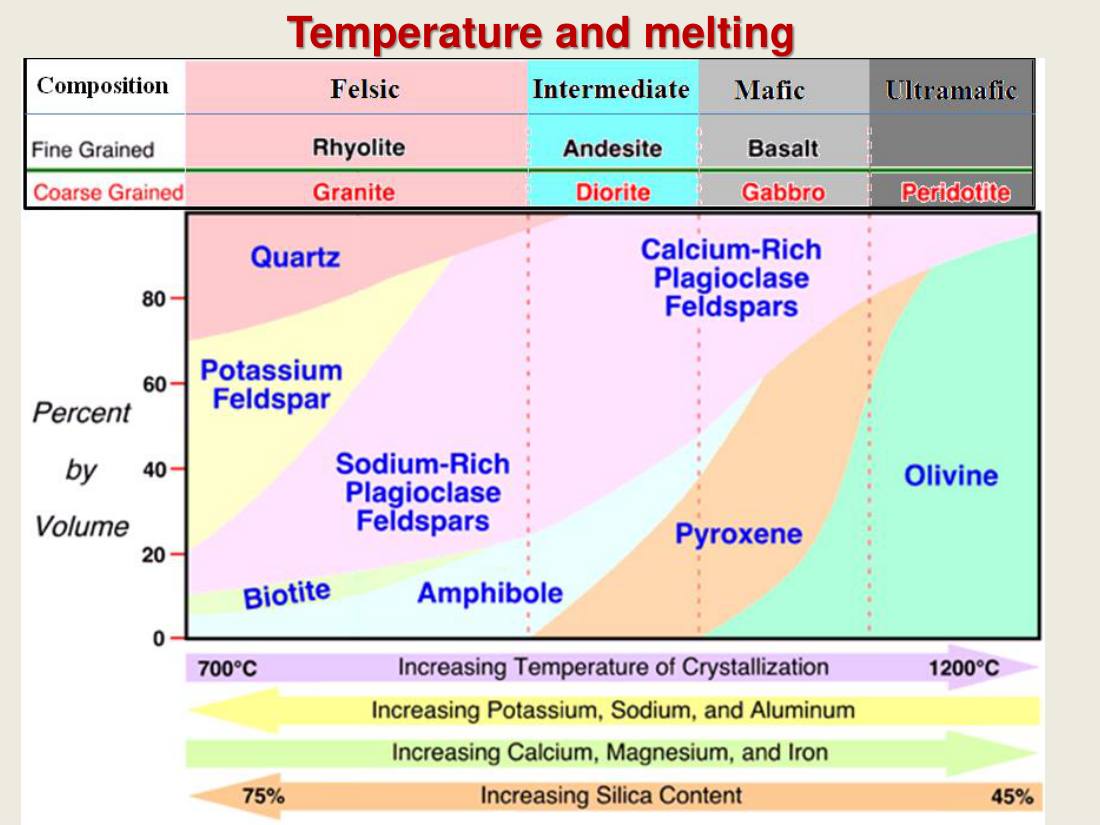 Temperature and melting
Composition Felsic Intermediate Mafic Ultramafic
Fine Grained Rhyolite Andesite Basalt
Coarse Grained Granite Diorite Gabbro Peridotite
Quartz
Calcium-Rich
Plagioclase
Feldspars
80
Potassium
Feldspar
60
Percent
by
Volume
40
Sodium-Rich
Plagioclase
Feldspars
Olivine
Pyroxene
20
Biotite
Amphibole
0
700°C Increasing Temperature of Crystallization 1200°C
Increasing Potassium, Sodium, and Aluminum
Increasing Calcium, Magnesium, and Iron
75% Increasing Silica Content 45%